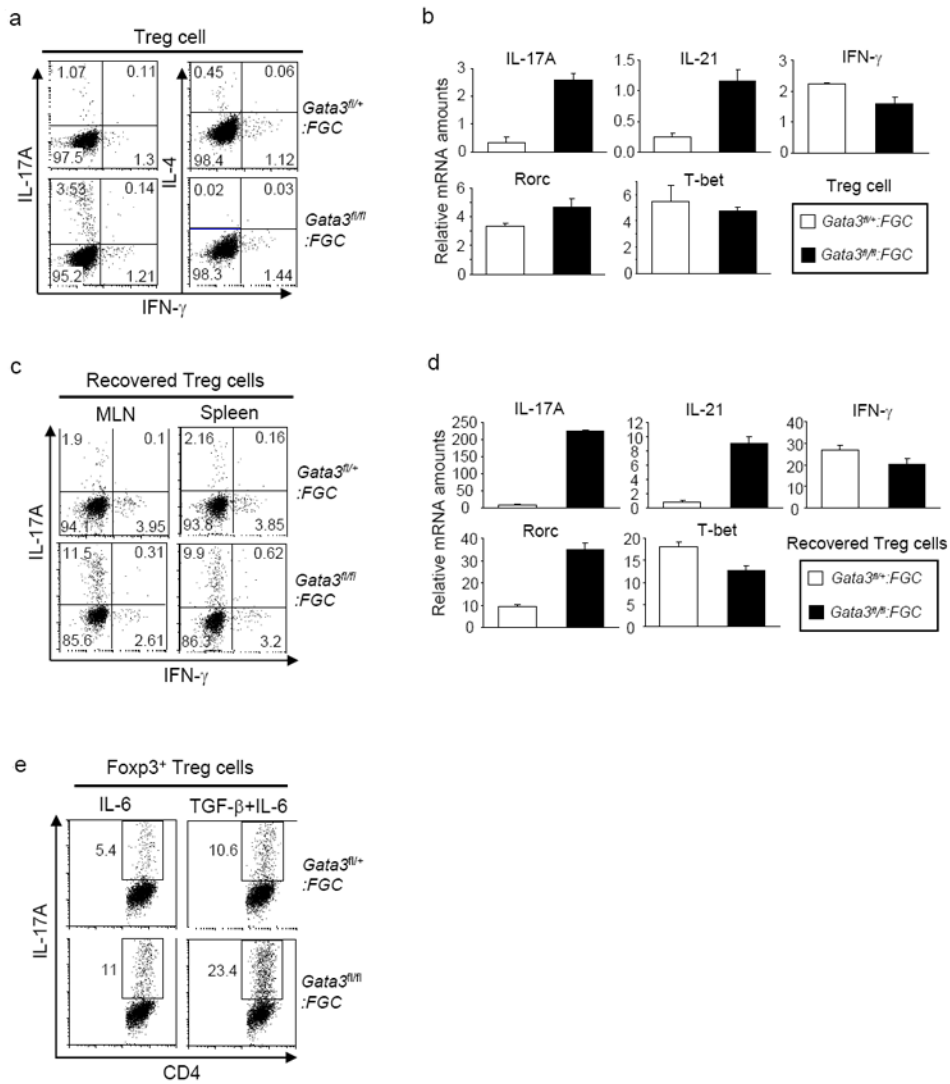 a
Treg cell
1.07 0.11 0.45 0.06
97.5 1.3 98.4 1.12
Gata3fl/+
:FGC
3.53 0.14 0.02 0.03
95.2 1.21 98.3 1.44
Gata3fl/fl
:FGC
IL-17A
IL-4
IFN-γ
b
IL-17A IL-21 IFN-γ
3 2 1 0
1.5 1.0 0.5 0.0
2 1 0
Rorc T-bet
6 4 2 0
6 4 2 0
Relative mRNA amounts
Treg cell
Gata3fl/+:FGC
Gata3fl/fl:FGC
c
Recovered Treg cells
MLN Spleen
1.9 0.1 2.16 0.16
94.1 3.95 93.8 3.85
Gata3fl/+
:FGC
11.5 0.31 9.9 0.62
85.6 2.61 86.3 3.2
Gata3fl/fl
:FGC
IL-17A
IFN-γ
d
IL-17A IL-21 IFN-γ
250 200 150 100 50 0
12 10 8 6 4 2 0
40 30 20 10 0
Rorc T-bet
40 30 20 10 0
20 15 10 5 0
Relative mRNA amounts
Recovered Treg cells
Gata3fl/+:FGC
Gata3fl/fl:FGC
e
Foxp3+ Treg cells
IL-6 TGF-β+IL-6
5.4 10.6
Gata3fl/+
:FGC
11 23.4
Gata3fl/fl
:FGC
IL-17A
CD4